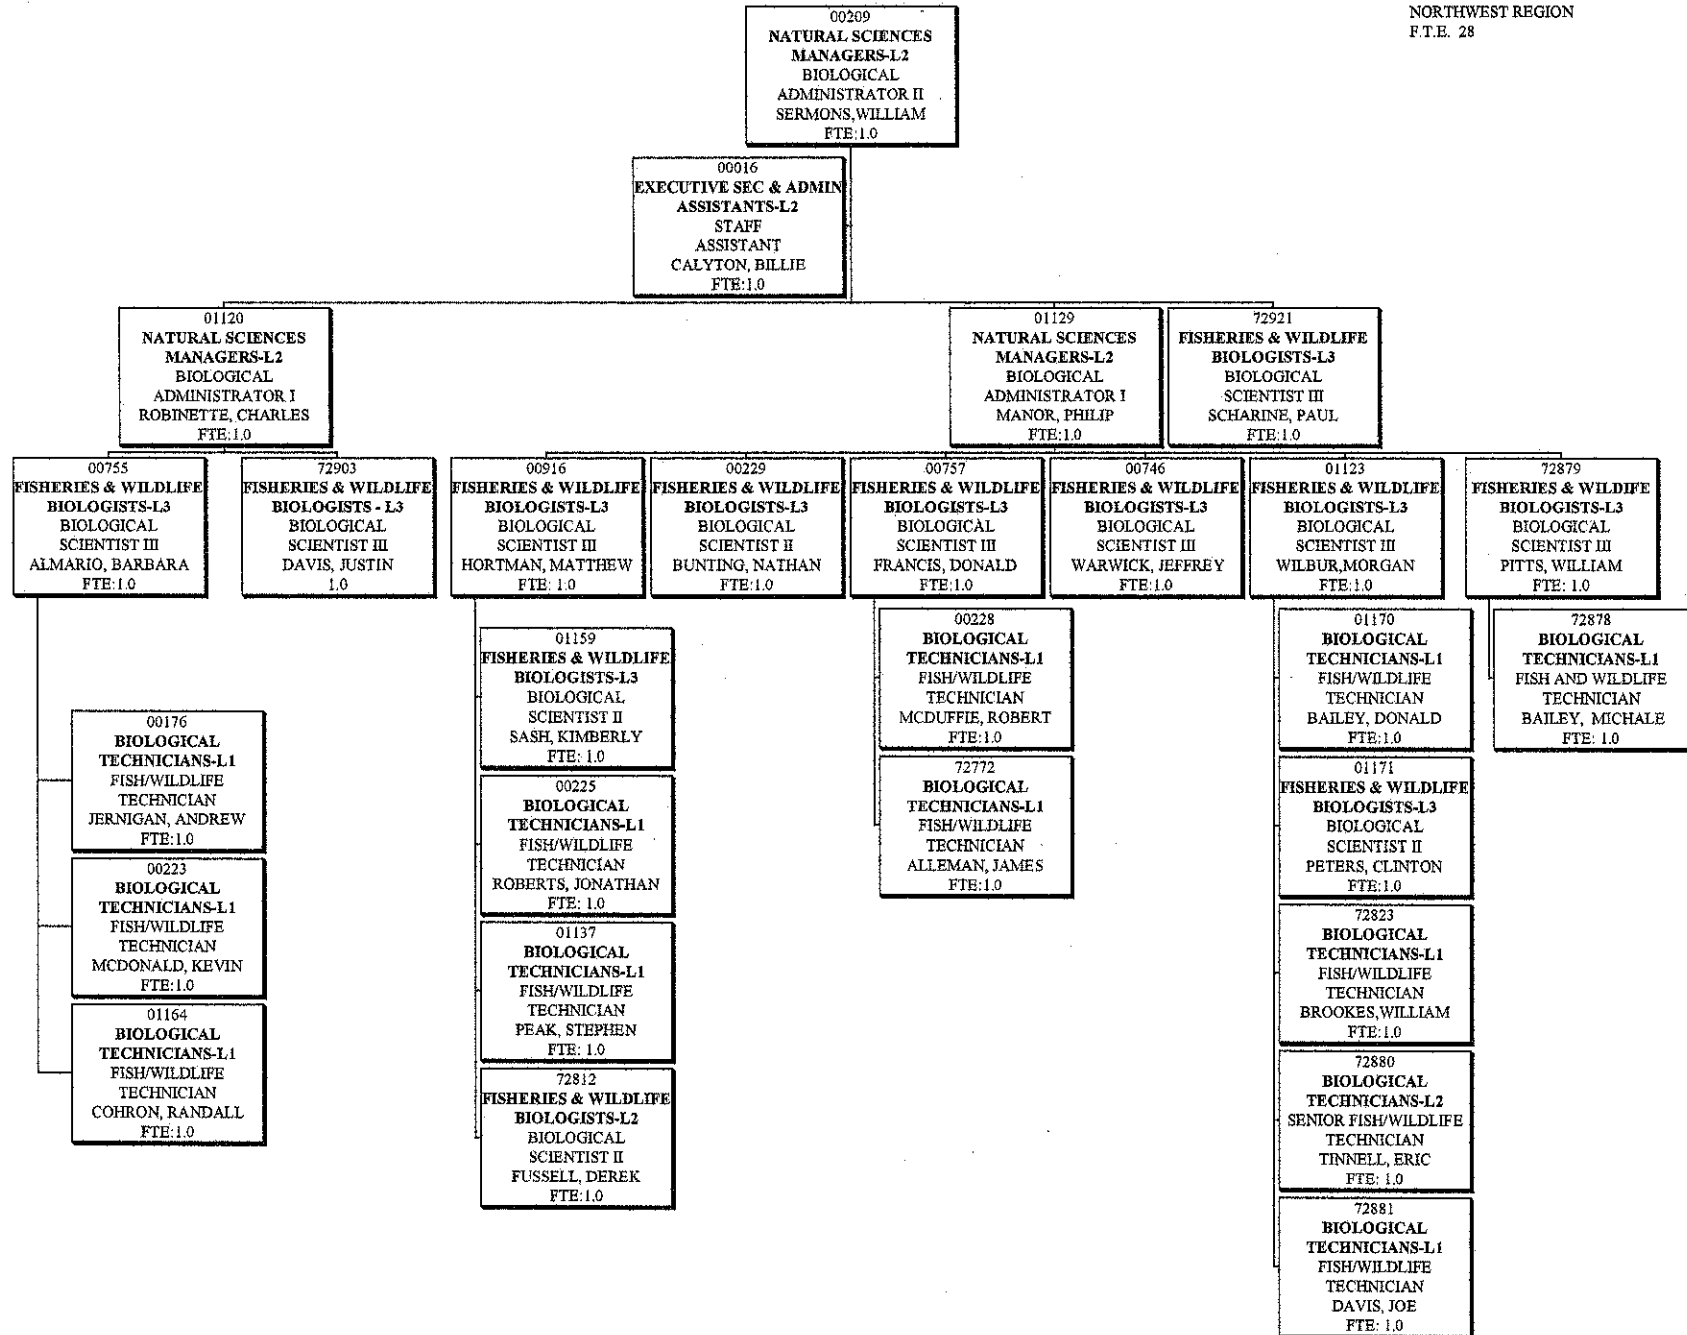 NORTHWEST REGION
F.T.E. 28
00209
NATURAL SCIENCES
MANAGERS-L2
BIOLOGICAL
ADMINISTRATOR II
SERMONS,WILLIAM
FTE:1.0
00016
EXECUTIVE SEC & ADMIN
ASSISTANTS-L2
STAFF
ASSISTANT
CALYTON, BILLIE
FTE:1.0
01120
NATURAL SCIENCES
MANAGERS-L2
BIOLOGICAL
ADMINISTRATOR I
ROBINETTE, CHARLES
FTE:1.0
01129
NATURAL SCIENCES
MANAGERS-L2
BIOLOGICAL
ADMINISTRATOR I
MANOR, PHILIP
FTE:1.0
72921
FISHERIES & WILDLIFE
BIOLOGISTS-L3
BIOLOGICAL
SCIENTIST III
SCHARINE, PAUL
FTE:1.0
00755
FISHERIES & WILDLIFE
BIOLOGISTS-L3
BIOLOGICAL
SCIENTIST III
ALMARIO, BARBARA
FTE:1.0
72903
FISHERIES & WILDLIFE
BIOLOGISTS - L3
BIOLOGICAL
SCIENTIST III
DAVIS, JUSTIN
1.0
00916
FISHERIES & WILDLIFE
BIOLOGISTS-L3
BIOLOGICAL
SCIENTIST III
HORTMAN, MATTHEW
FTE: 1.0
00229
FISHERIES & WILDLIFE
BIOLOGISTS-L3
BIOLOGICAL
SCIENTIST II
BUNTING, NATHAN
FTE:1.0
00757
FISHERIES & WILDLIFE
BIOLOGISTS-L3
BIOLOGICAL
SCIENTIST III
FRANCIS, DONALD
FTE:1.0
00746
FISHERIES & WILDLIFE
BIOLOGISTS-L3
BIOLOGICAL
SCIENTIST III
WARWICK, JEFFREY
FTE:1.0
01123
FISHERIES & WILDLIFE
BIOLOGISTS-L3
BIOLOGICAL
SCIENTIST III
WILBUR,MORGAN
FTE:1.0
72879
FISHERIES & WILDIFE
BIOLOGISTS-L3
BIOLOGICAL
SCIENTIST III
PITTS, WILLIAM
FTE: 1.0
00176
BIOLOGICAL
TECHNICIANS-L1
FISH/WILDLIFE
TECHNICIAN
JERNIGAN, ANDREW
FTE:1.0
00223
BIOLOGICAL
TECHNICIANS-L1
FISH/WILDLIFE
TECHNICIAN
MCDONALD, KEVIN
FTE:1.0
01164
BIOLOGICAL
TECHNICIANS-L1
FISH/WILDLIFE
TECHNICIAN
COHRON, RANDALL
FTE:1.0
01159
FISHERIES & WILDLIFE
BIOLOGISTS-L3
BIOLOGICAL
SCIENTIST II
SASH, KIMBERLY
FTE: 1.0
00225
BIOLOGICAL
TECHNICIANS-L1
FISH/WILDLIFE
TECHNICIAN
ROBERTS, JONATHAN
FTE: 1.0
01137
BIOLOGICAL
TECHNICIANS-L1
FISH/WILDLIFE
TECHNICIAN
PEAK, STEPHEN
FTE: 1.0
72812
FISHERIES & WILDLIFE
BIOLOGISTS-L2
BIOLOGICAL
SCIENTIST II
FUSSELL, DEREK
FTE:1.0
00228
BIOLOGICAL
TECHNICIANS-L1
FISH/WILDLIFE
TECHNICIAN
MCDUFFIE, ROBERT
FTE:1.0
72772
BIOLOGICAL
TECHNICIANS-L1
FISH/WILDLIFE
TECHNICIAN
ALLEMAN, JAMES
FTE:1.0
01170
BIOLOGICAL
TECHNICIANS-L1
FISH/WILDLIFE
TECHNICIAN
BAILEY, DONALD
FTE:1.0
01171
FISHERIES & WILDLIFE
BIOLOGISTS-L3
BIOLOGICAL
SCIENTIST II
PETERS, CLINTON
FTE:1.0
72823
BIOLOGICAL
TECHNICIANS-L1
FISH/WILDLIFE
TECHNICIAN
BROOKES,WILLIAM
FTE:1.0
72880
BIOLOGICAL
TECHNICIANS-L2
SENIOR FISH/WILDLIFE
TECHNICIAN
TINNELL, ERIC
FTE: 1.0
72881
BIOLOGICAL
TECHNICIANS-L1
FISH/WILDLIFE
TECHNICIAN
DAVIS, JOE
FTE: 1.0
72878
BIOLOGICAL
TECHNICIANS-L1
FISH AND WILDLIFE
TECHNICIAN
BAILEY, MICHALE
FTE: 1.0